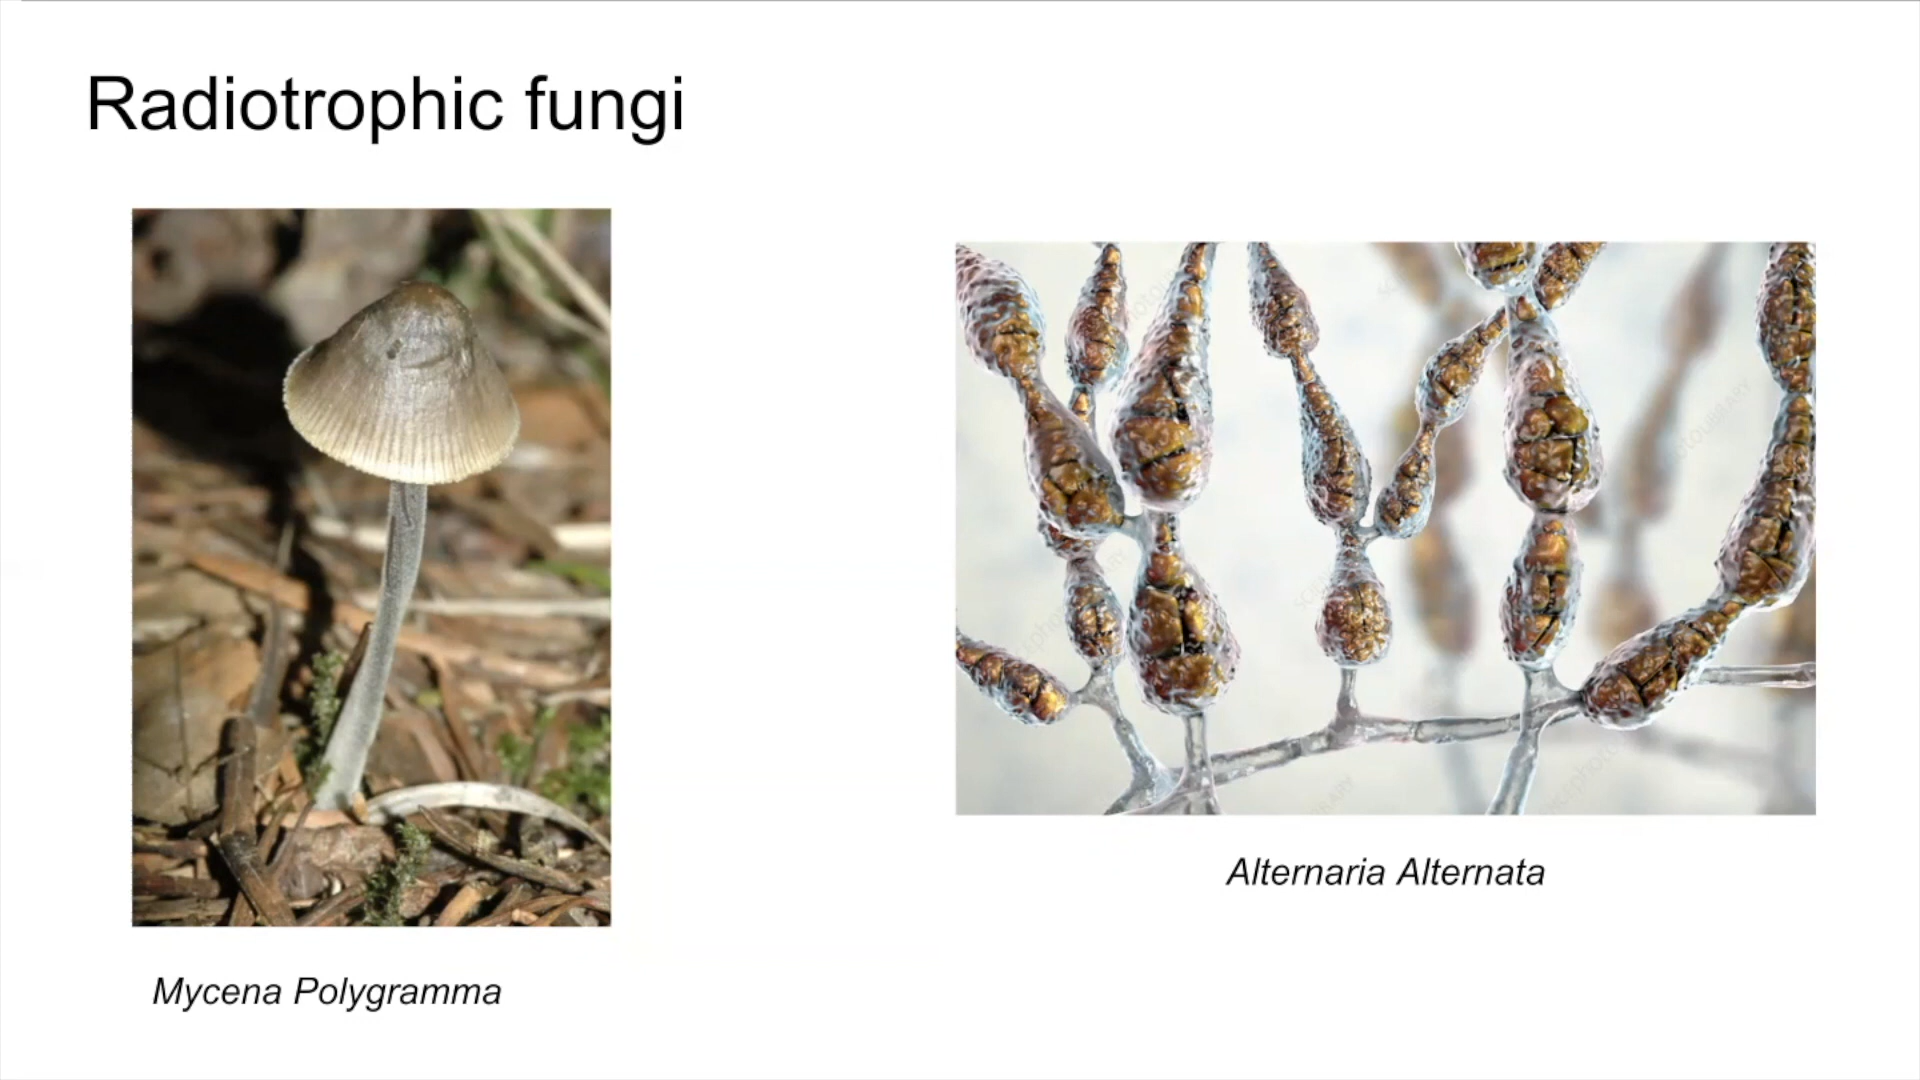 Radiotrophic fungi
Alternaria Alternata
Mycena Polygramma